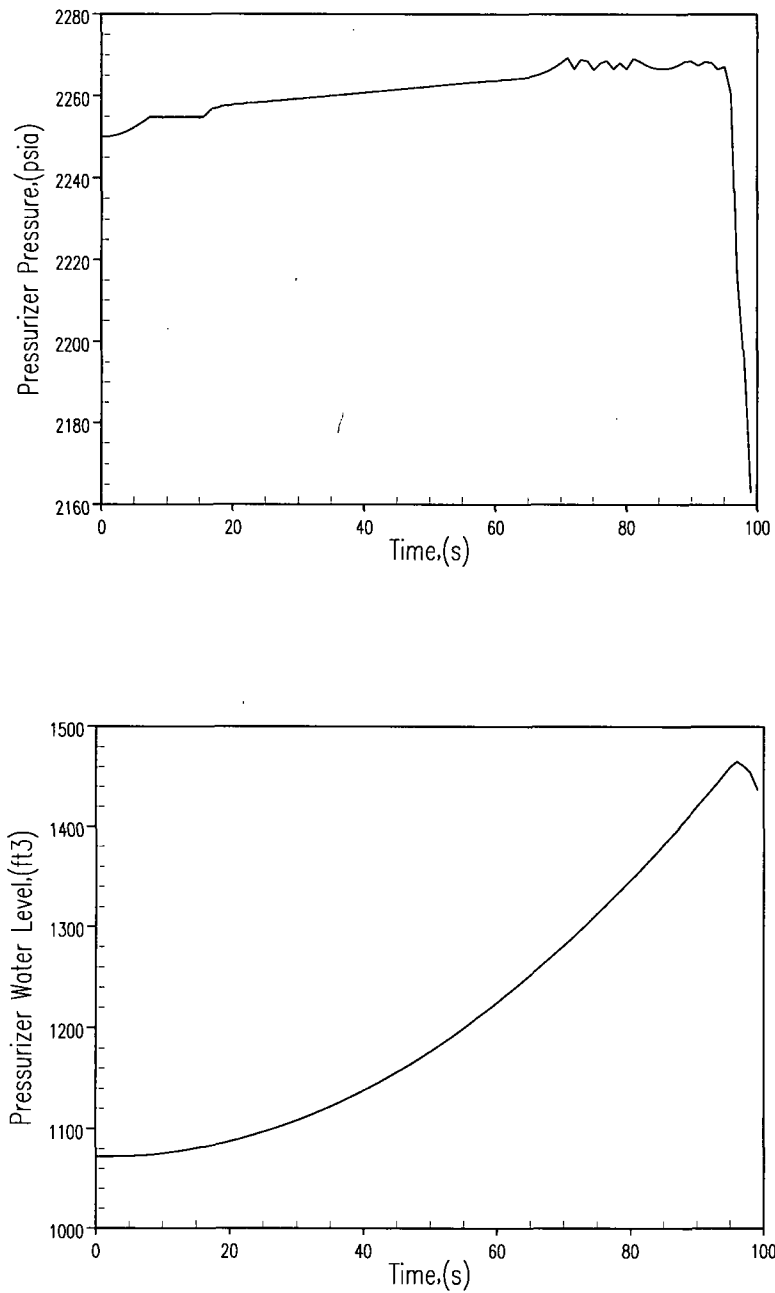 Pressurizer Pressure,(psia)
2280
2260
2240
2220
2200
2180
2160
0 20 40 60 80 100
Time,(s)
Pressurizer Water Level,(ft3)
1500
1400
1300
1200
1100
1000
0 20 40 60 80 100
Time,(s)